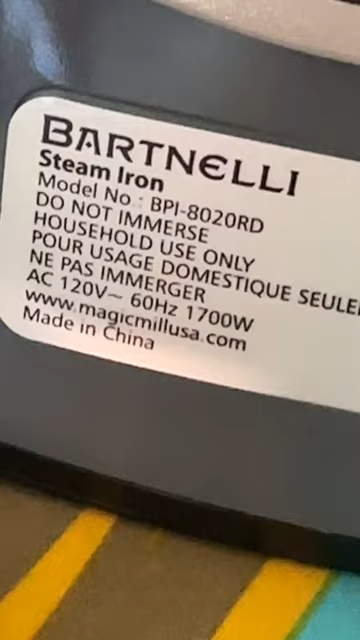 BARTNELLI
Steam Iron
Model No.: BPI-8020RD
DO NOT IMMERSE
HOUSEHOLD USE ONLY
POUR USAGE DOMESTIQUE
NE PAS IMMERGER
AC 120V~ 60Hz 1700W
www.magicmillusa.com
Made in China